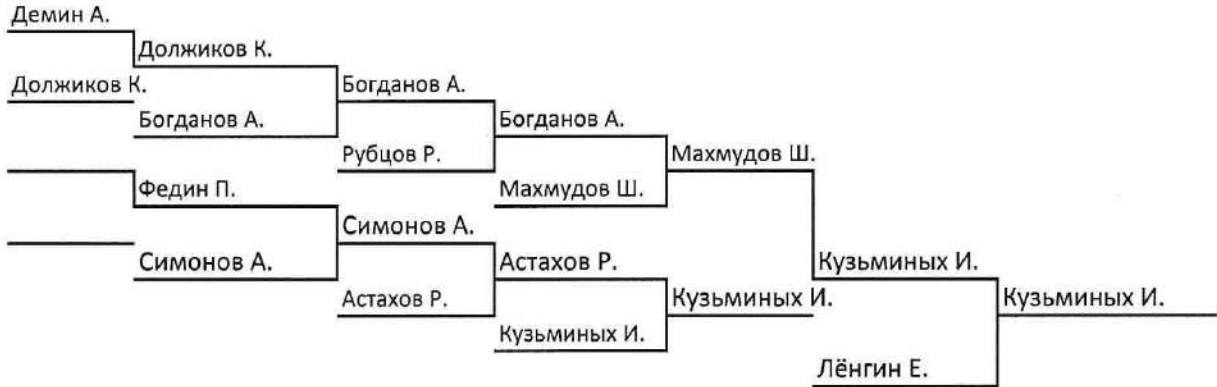 Демин А.
Должиков К.
Должиков К.
Богданов А.
Богданов А.
Богданов А.
Рубцов Р.
Махмудов Ш.
Федин П.
Махмудов Ш.
Симонов А.
Симонов А.
Астахов Р.
Кузьминых И.
Астахов Р.
Кузьминых И.
Кузьминых И.
Кузьминых И.
Лёнгин Е.